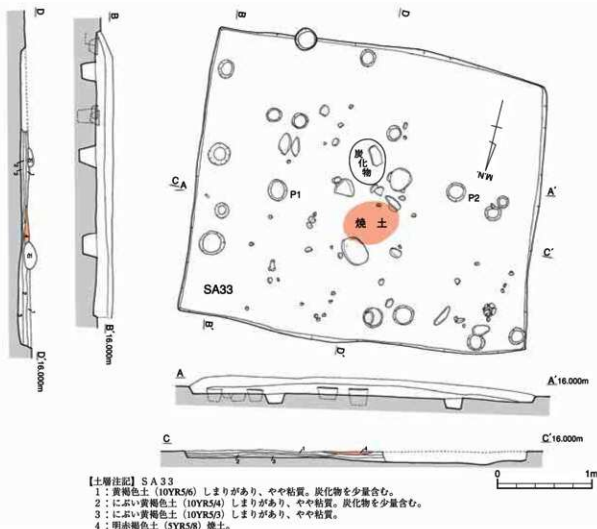 D
B
B
D
炭化物
M.N.
C
A
P1
P2
A'
焼 土
C'
石
石
SA33
B'
D'
B' 16.000m
D' 16.000m
A
A' 16.000m
C
C' 16.000m
【土層注記】ＳＡ３３
1：黄褐色土（10YR5/6）しまりがあり、やや粘質。炭化物を少量含む。
2：にぶい黄褐色土（10YR5/4）しまりがあり、やや粘質。炭化物を少量含む。
3：にぶい黄褐色土（10YR5/3）しまりがあり、やや粘質。
4：明赤褐色土（5YR5/8）焼土。
0
1m